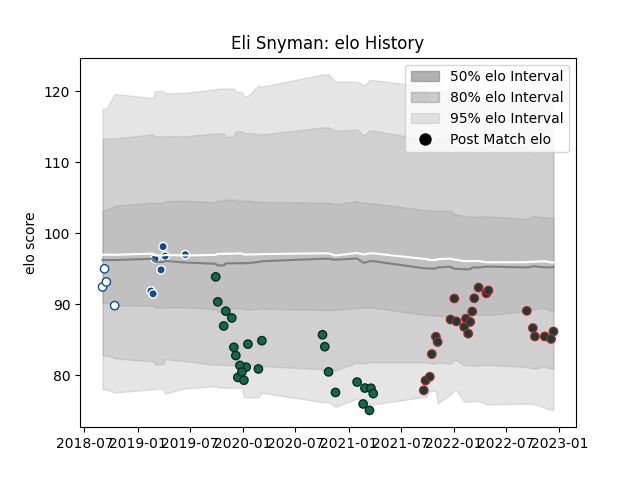 Eli Snyman: elo History
50% elo Interval
80% elo Interval
95% elo Interval
Post Match elo
elo score
120
110
100
90
80
2018-07
2019-01
2019-07
2020-01
2020-07
2021-01
2021-07
2022-01
2022-07
2023-01